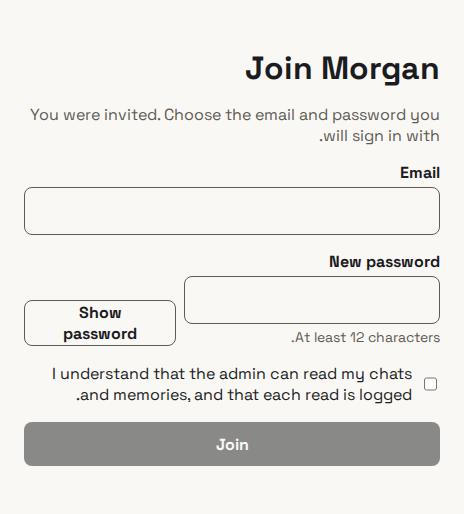 Join Morgan
You were invited. Choose the email and password you
.will sign in with
Email
New password
Show
password
.At least 12 characters
I understand that the admin can read my chats
.and memories, and that each read is logged
Join